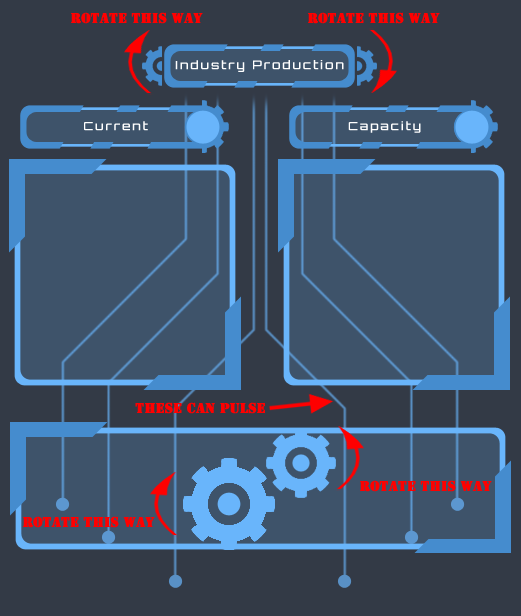 ROTATE THIS WAY
ROTATE THIS WAY
Industry Production
Current
Capacity
THESE CAN PULSE
ROTATE THIS WAY
ROTATE THIS WAY